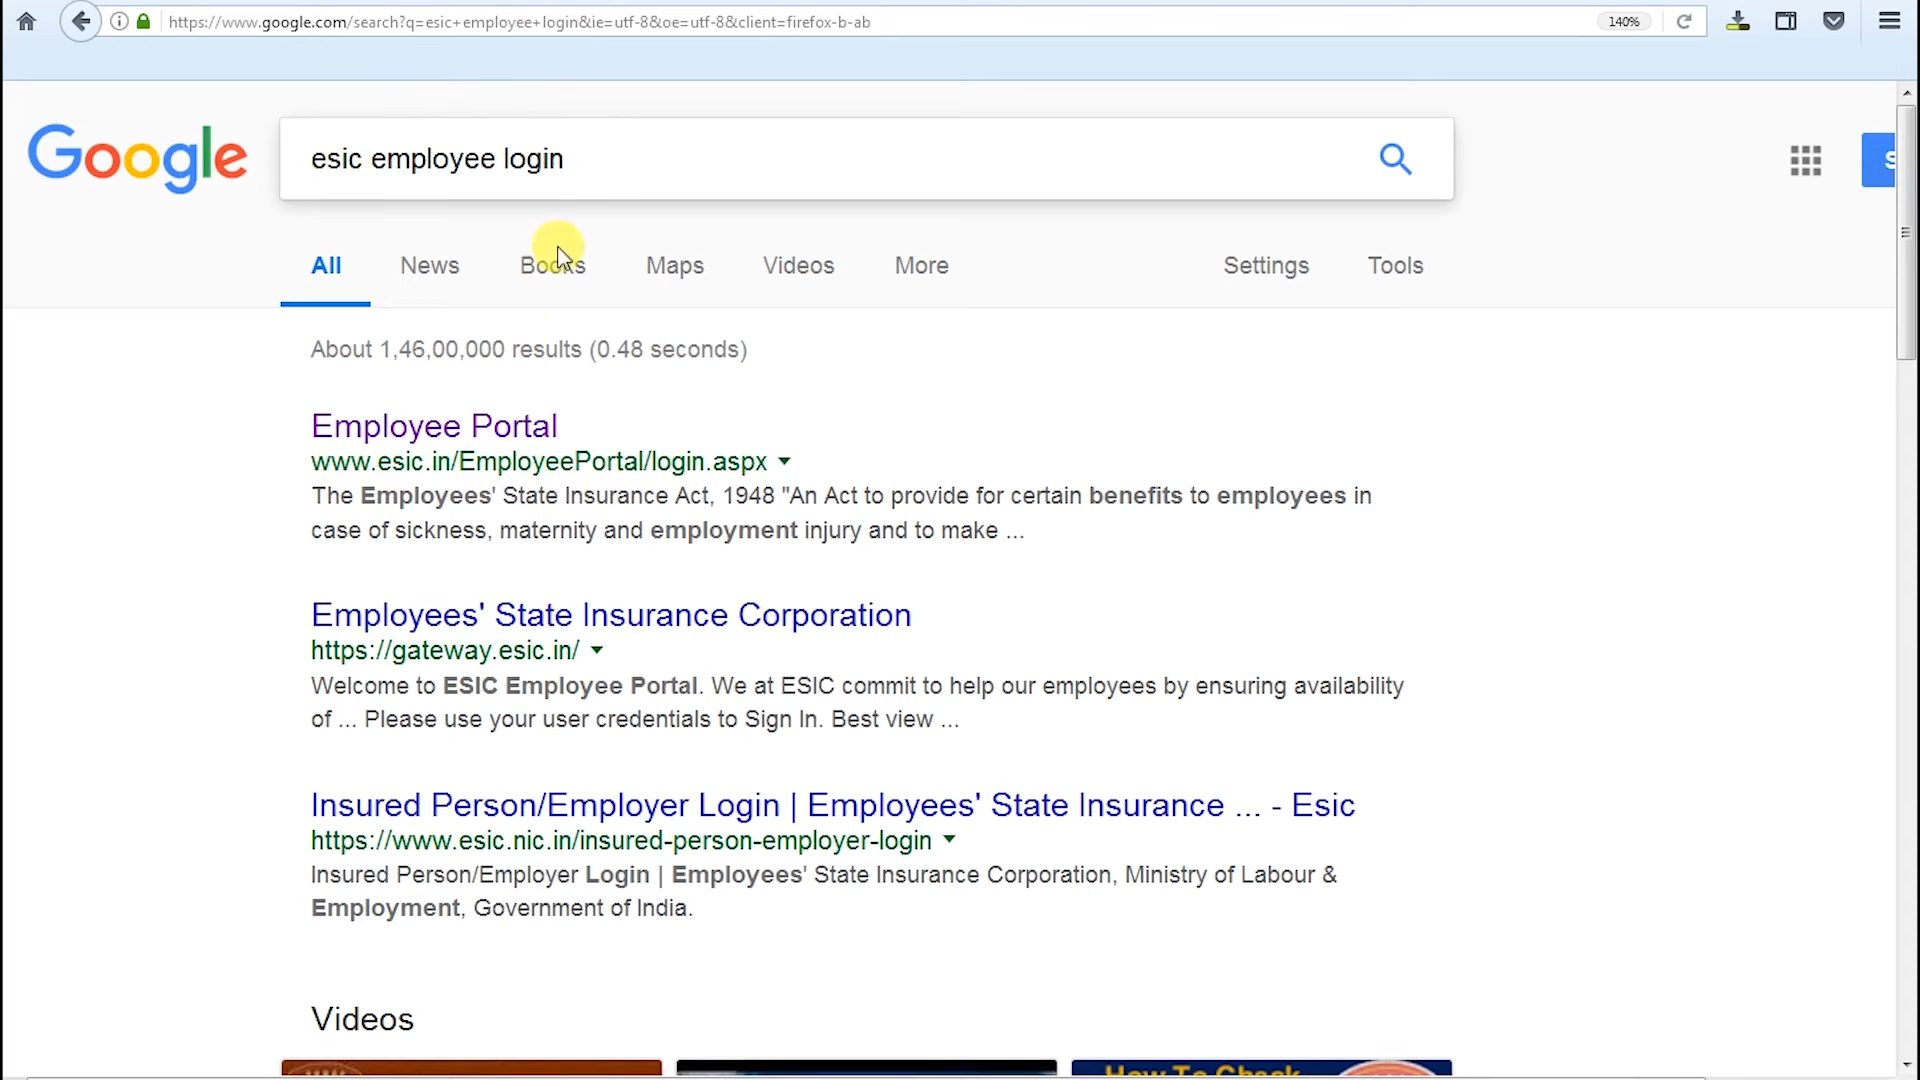 https://www.google.com/search?q=esic+employee+login&ie=utf-8&oe=utf-8&client=firefox-b-ab
140%
Google
esic employee login
All News Books Maps Videos More Settings Tools
About 1,46,00,000 results (0.48 seconds)
Employee Portal
www.esic.in/EmployeePortal/login.aspx
The Employees' State Insurance Act, 1948 "An Act to provide for certain benefits to employees in
case of sickness, maternity and employment injury and to make ...
Employees' State Insurance Corporation
https://gateway.esic.in/
Welcome to ESIC Employee Portal. We at ESIC commit to help our employees by ensuring availability
of ... Please use your user credentials to Sign In. Best view ...
Insured Person/Employer Login | Employees' State Insurance ... - Esic
https://www.esic.nic.in/insured-person-employer-login
Insured Person/Employer Login | Employees' State Insurance Corporation, Ministry of Labour &
Employment, Government of India.
Videos
How To Check